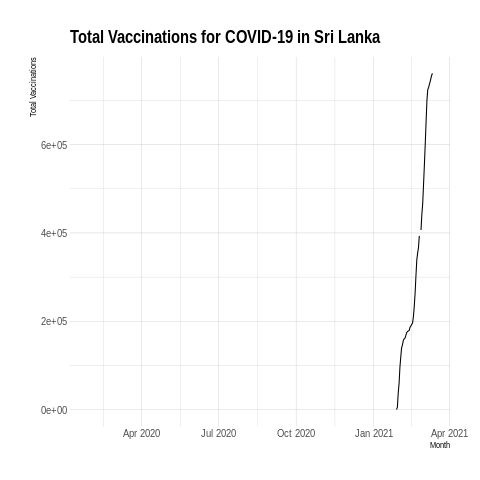 Total Vaccinations for COVID-19 in Sri Lanka
Total Vaccinations
6e+05
4e+05
2e+05
0e+00
Apr 2020 Jul 2020 Oct 2020 Jan 2021 Apr 2021
Month